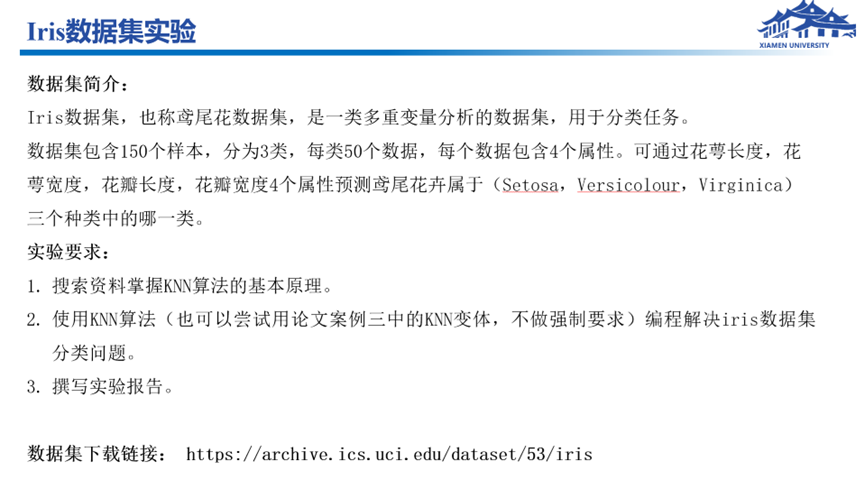 Iris数据集实验
XIAMEN UNIVERSITY
数据集简介：
Iris数据集，也称鸢尾花数据集，是一类多重变量分析的数据集，用于分类任务。
数据集包含150个样本，分为3类，每类50个数据，每个数据包含4个属性。可通过花萼长度，花
萼宽度，花瓣长度，花瓣宽度4个属性预测鸢尾花卉属于（Setosa，Versicolour，Virginica）
三个种类中的哪一类。
实验要求：
1. 搜索资料掌握KNN算法的基本原理。
2. 使用KNN算法（也可以尝试用论文案例三中的KNN变体，不做强制要求）编程解决iris数据集
分类问题。
3. 撰写实验报告。
数据集下载链接： https://archive.ics.uci.edu/dataset/53/iris